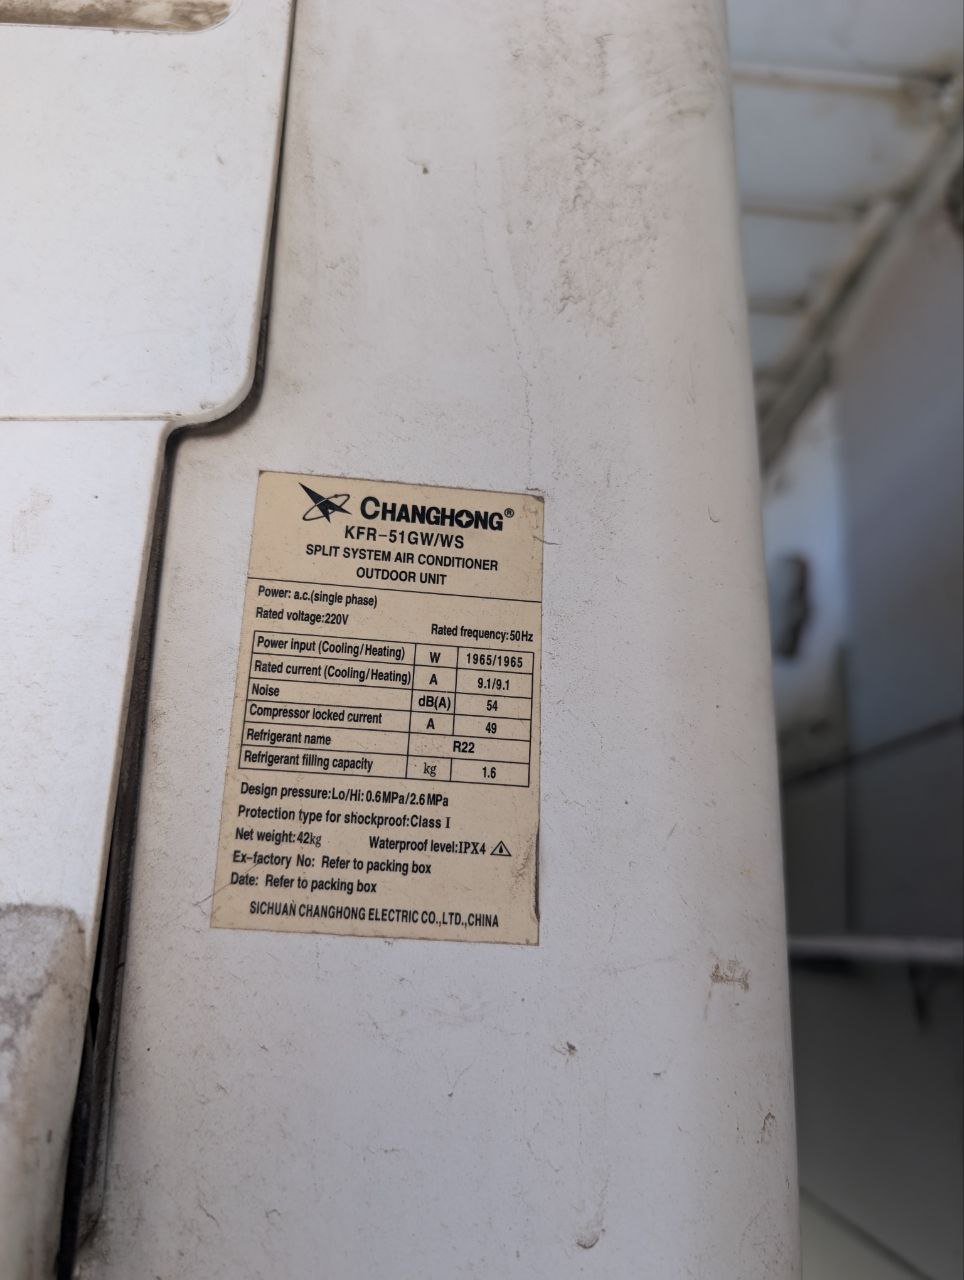 CHANGHONG®
KFR-51GW/WS
SPLIT SYSTEM AIR CONDITIONER
OUTDOOR UNIT
Power: a.c.(single phase)
Rated voltage:220V Rated frequency:50Hz
Power input (Cooling/Heating) W 1965/1965
Rated current (Cooling/Heating) A 9.1/9.1
Noise dB(A) 54
Compressor locked current A 49
Refrigerant name R22
Refrigerant filling capacity kg 1.6
Design pressure:Lo/Hi: 0.6MPa/2.6MPa
Protection type for shockproof:Class I
Net weight:42kg Waterproof level:IPX4
Ex-factory No: Refer to packing box
Date: Refer to packing box
SICHUAN CHANGHONG ELECTRIC CO.,LTD.,CHINA